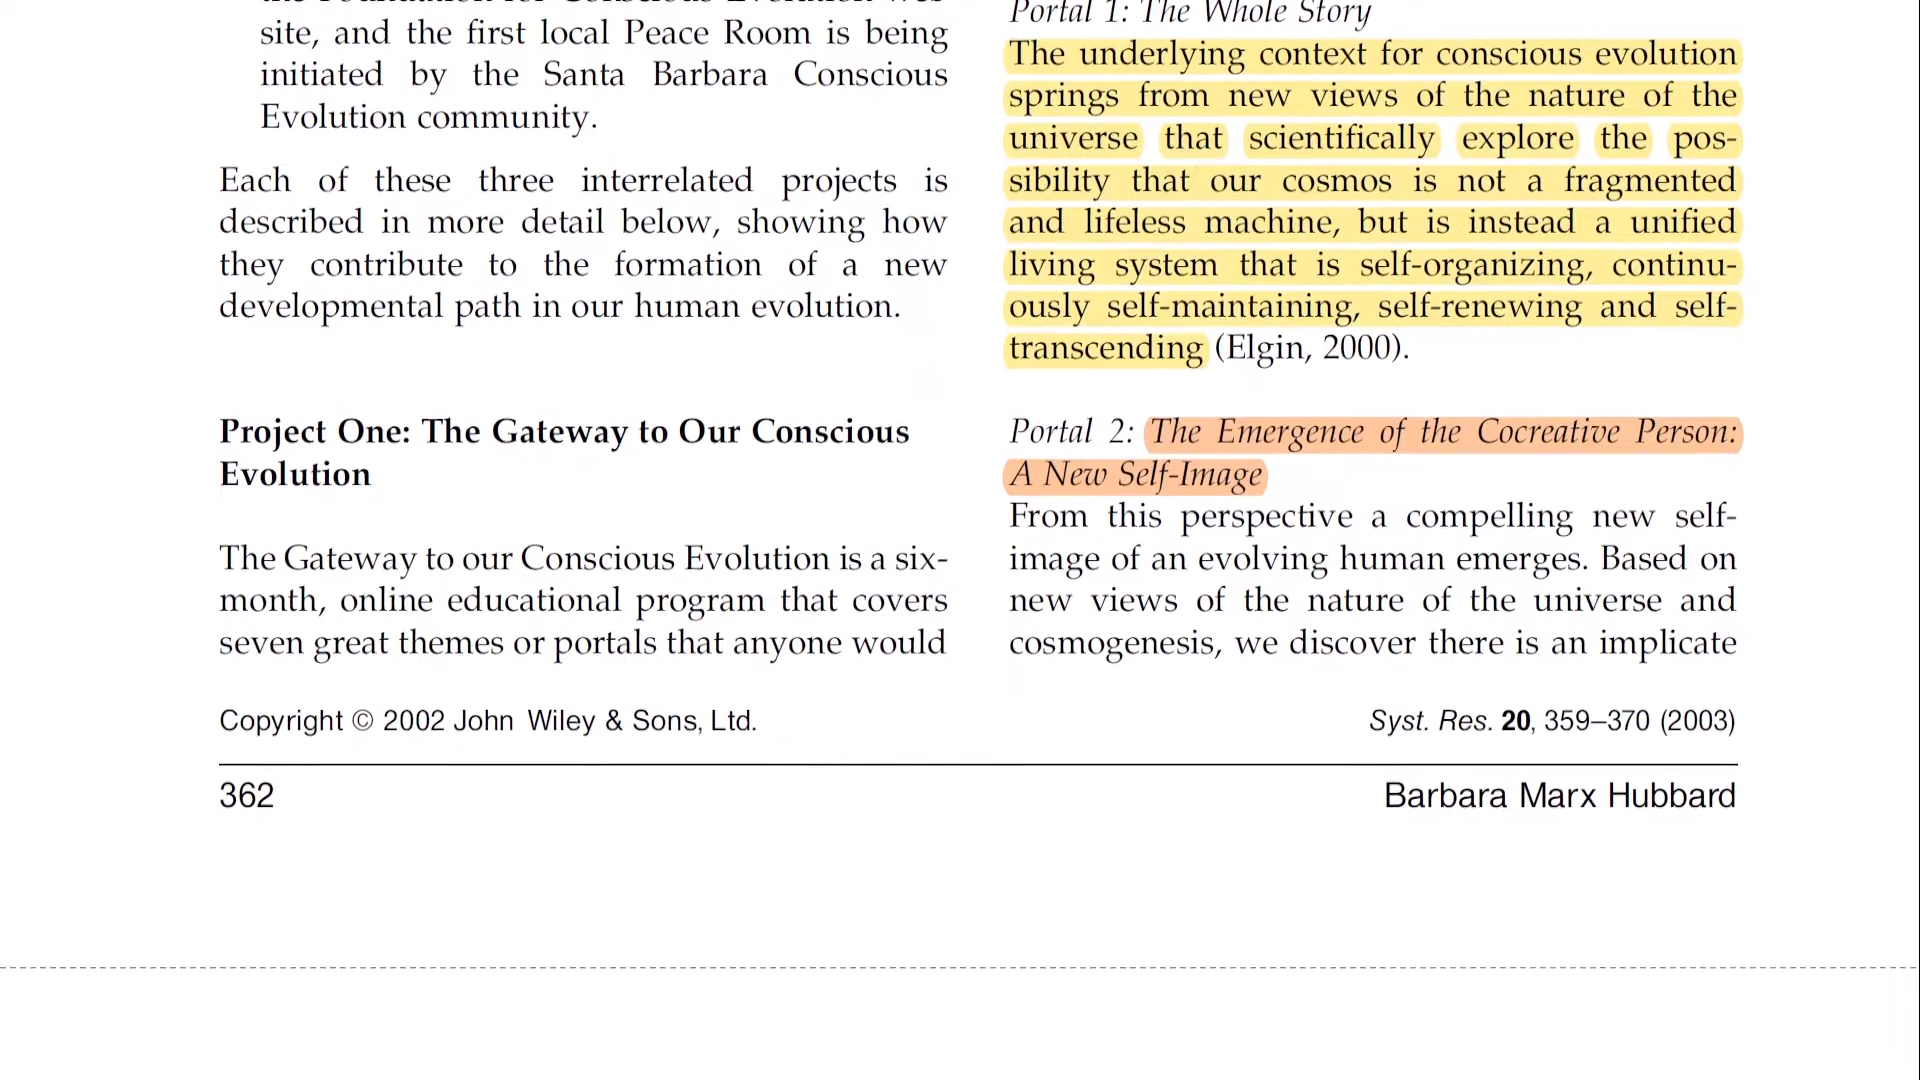 the Foundation for Conscious Evolution web-
site, and the first local Peace Room is being
initiated by the Santa Barbara Conscious
Evolution community.
Each of these three interrelated projects is
described in more detail below, showing how
they contribute to the formation of a new
developmental path in our human evolution.
Project One: The Gateway to Our Conscious
Evolution
The Gateway to our Conscious Evolution is a six-
month, online educational program that covers
seven great themes or portals that anyone would
Portal 1: The Whole Story
The underlying context for conscious evolution
springs from new views of the nature of the
universe that scientifically explore the pos-
sibility that our cosmos is not a fragmented
and lifeless machine, but is instead a unified
living system that is self-organizing, continu-
ously self-maintaining, self-renewing and self-
transcending (Elgin, 2000).
Portal 2: The Emergence of the Cocreative Person:
A New Self-Image
From this perspective a compelling new self-
image of an evolving human emerges. Based on
new views of the nature of the universe and
cosmogenesis, we discover there is an implicate
Copyright © 2002 John Wiley & Sons, Ltd.
Syst. Res. 20, 359–370 (2003)
362
Barbara Marx Hubbard